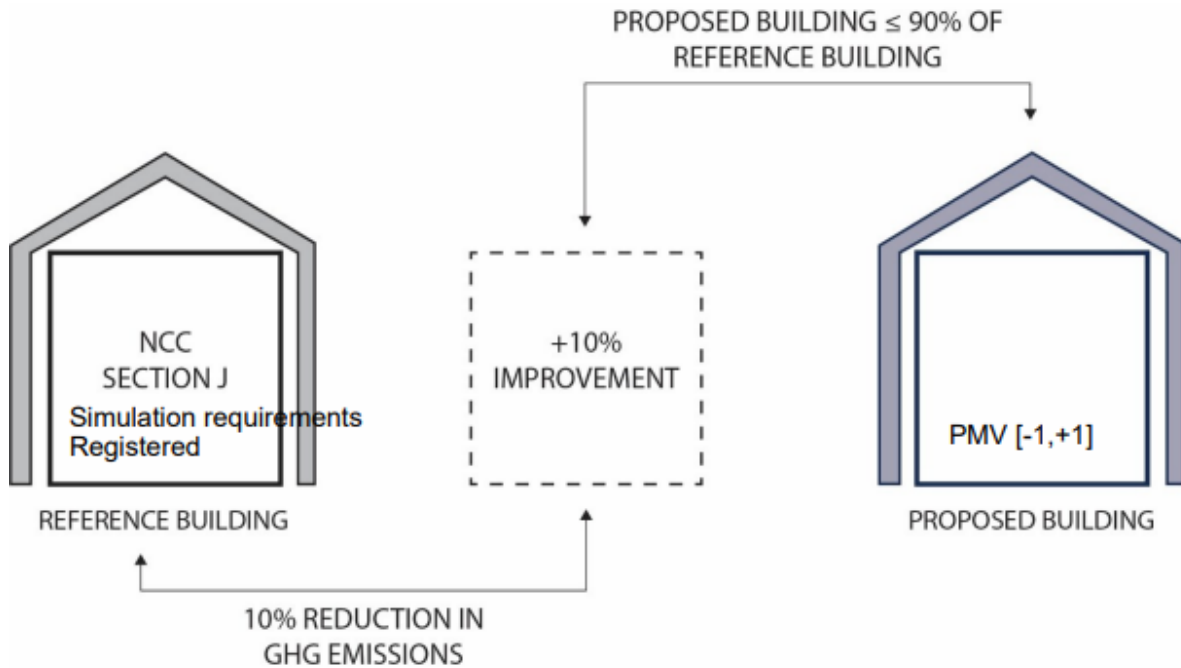 PROPOSED BUILDING ≤ 90% OF
REFERENCE BUILDING
NCC
SECTION J
Simulation requirements
Registered
+10%
IMPROVEMENT
PMV [-1,+1]
REFERENCE BUILDING
PROPOSED BUILDING
10% REDUCTION IN
GHG EMISSIONS